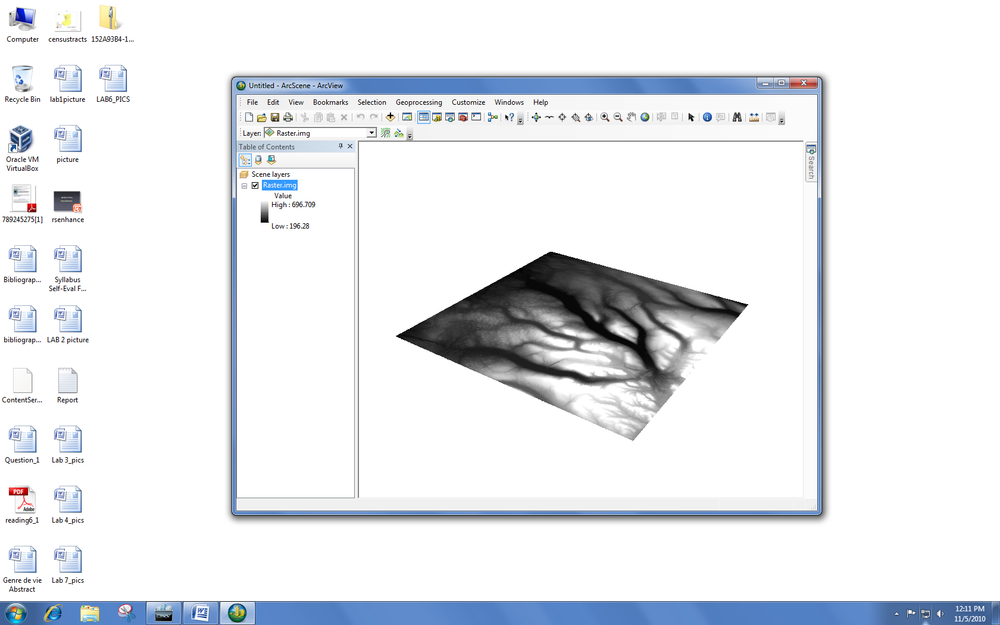 Computer
censustracts
152A93B4-1...
Recycle Bin
lab1picture
LAB6_PICS
Oracle VM
VirtualBox
picture
789245275[1]
rsenhance
Bibliograp...
Syllabus
Self-Eval F...
bibliograp...
LAB 2 picture
ContentSer...
Report
Question_1
Lab 3_pics
PDF
Adobe
reading6_1
Lab 4_pics
Genre de vie
Abstract
Lab 7_pics
Untitled - ArcScene - ArcView
File Edit View Bookmarks Selection Geoprocessing Customize Windows Help
Layer: Raster.img
Table of Contents
Scene layers
Raster.img
Value
High : 696.709
Low : 196.28
Search
12:11 PM
11/5/2010